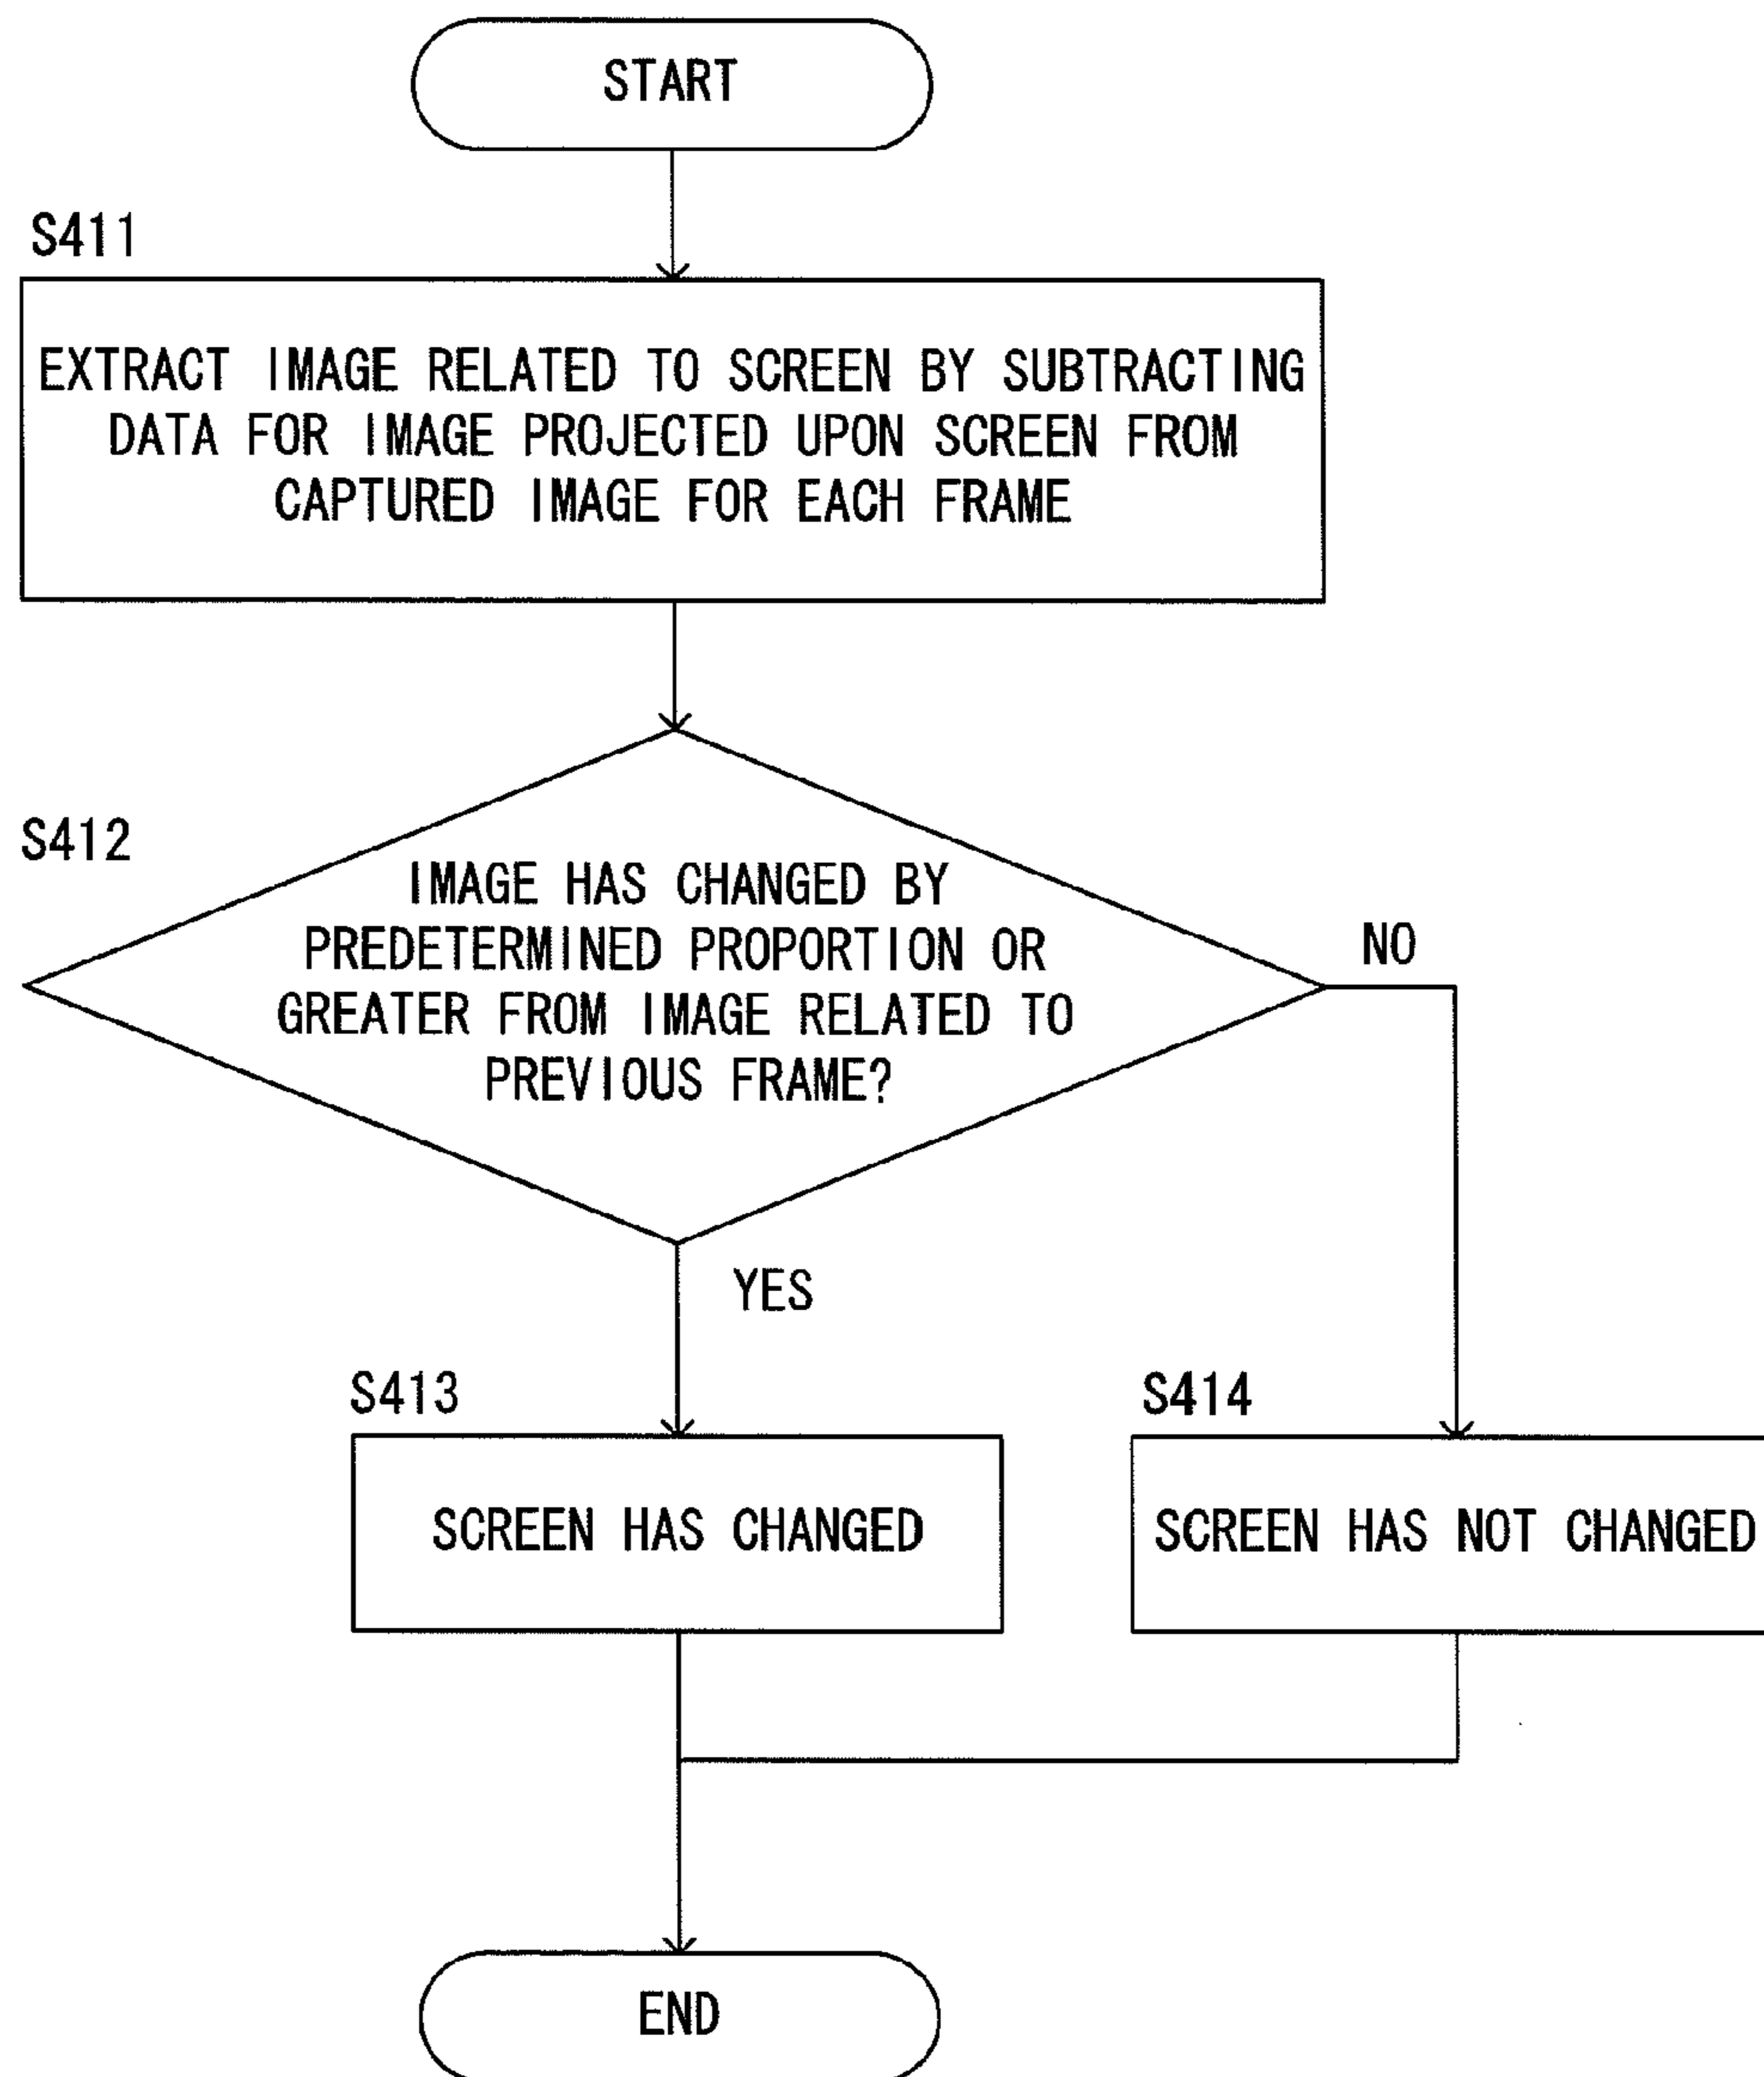 START
S411
EXTRACT IMAGE RELATED TO SCREEN BY SUBTRACTING
DATA FOR IMAGE PROJECTED UPON SCREEN FROM
CAPTURED IMAGE FOR EACH FRAME
S412
IMAGE HAS CHANGED BY
PREDETERMINED PROPORTION OR
GREATER FROM IMAGE RELATED TO
PREVIOUS FRAME?
NO
YES
S413
S414
SCREEN HAS CHANGED
SCREEN HAS NOT CHANGED
END